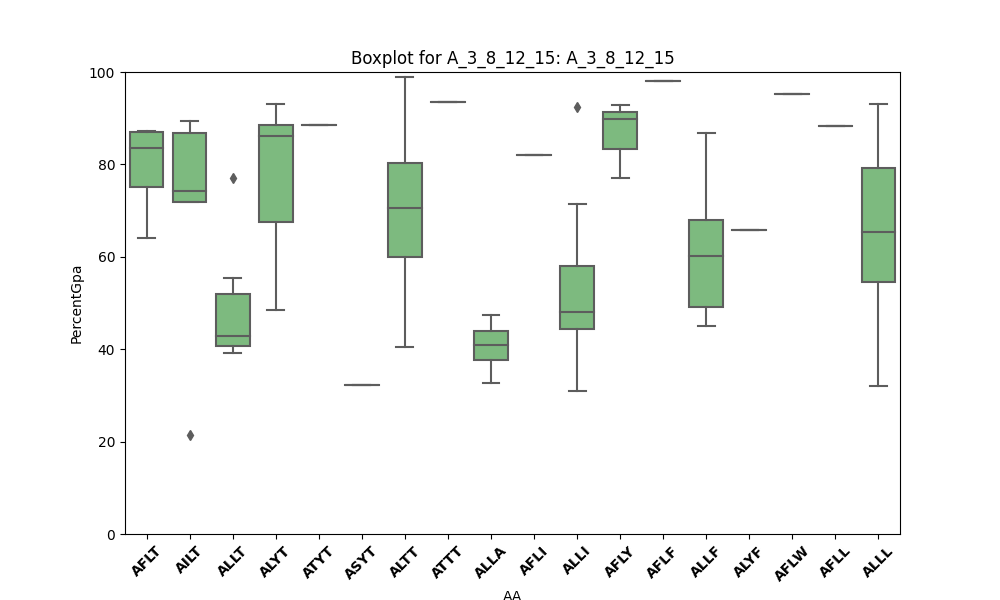 Boxplot for A_3_8_12_15: A_3_8_12_15
100
80
60
40
20
0
PercentGpa
AFLT AILT ALLT ALYT ATYT ASYT ALTT ATTT ALLA AFLI ALLI AFLY AFLF ALLF ALYF AFLW AFLL ALLL
AA